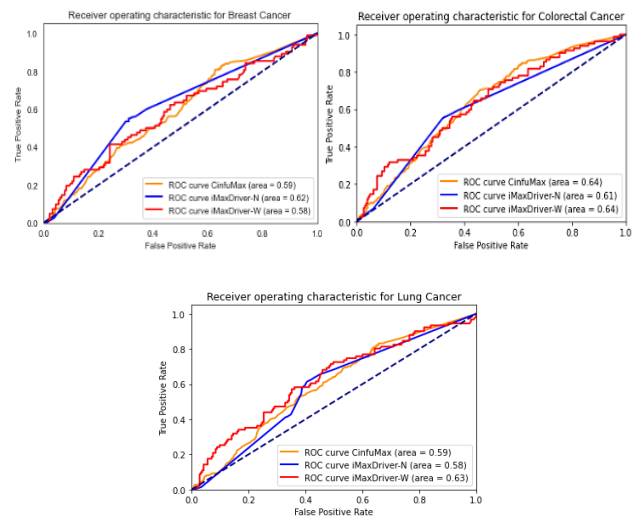 Receiver operating characteristic for Breast Cancer
True Positive Rate
1.0
0.8
0.6
0.4
0.2
0.0
ROC curve CinfuMax (area = 0.59)
ROC curve iMaxDriver-N (area = 0.62)
ROC curve iMaxDriver-W (area = 0.58)
0.0 0.2 0.4 0.6 0.8 1.0
False Positive Rate
Receiver operating characteristic for Colorectal Cancer
True Positive Rate
1.0
0.8
0.6
0.4
0.2
0.0
ROC curve CinfuMax (area = 0.64)
ROC curve iMaxDriver-N (area = 0.61)
ROC curve iMaxDriver-W (area = 0.64)
0.0 0.2 0.4 0.6 0.8 1.0
False Positive Rate
Receiver operating characteristic for Lung Cancer
True Positive Rate
1.0
0.8
0.6
0.4
0.2
0.0
ROC curve CinfuMax (area = 0.59)
ROC curve iMaxDriver-N (area = 0.58)
ROC curve iMaxDriver-W (area = 0.63)
0.0 0.2 0.4 0.6 0.8 1.0
False Positive Rate